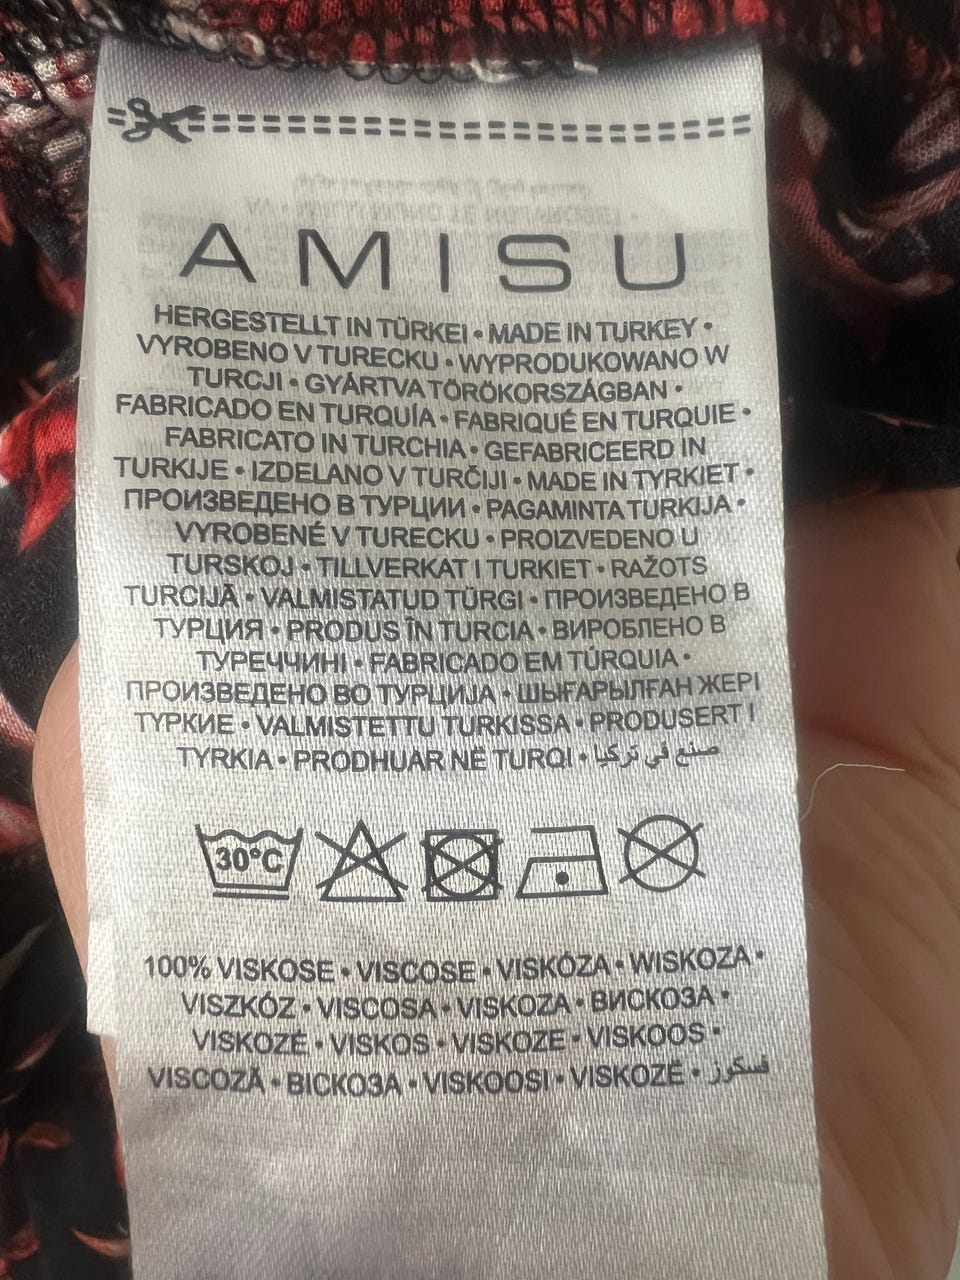 AMISU
HERGESTELLT IN TÜRKEI • MADE IN TURKEY •
VYROBENO V TURECKU • WYPRODUKOWANO W
TURCJI • GYÁRTVA TÖRÖKORSZÁGBAN •
FABRICADO EN TURQUÍA • FABRIQUÉ EN TURQUIE •
FABRICATO IN TURCHIA • GEFABRICEERD IN
TURKIJE • IZDELANO V TURČIJI • MADE IN TYRKIET •
ПРОИЗВЕДЕНО В ТУРЦИИ • PAGAMINTA TURKIJA •
VYROBENÉ V TURECKU • PROIZVEDENO U
TURSKOJ • TILLVERKAT I TURKIET • RAŽOTS
TURCIJĀ • VALMISTATUD TÜRGI • ПРОИЗВЕДЕНО В
ТУРЦИЯ • PRODUS ÎN TURCIA • ВИРОБЛЕНО В
ТУРЕЧЧИНІ • FABRICADO EM TÚRQUIA •
ПРОИЗВЕДЕНО ВО ТУРЦИЈА • ШЫҒАРЫЛҒАН ЖЕРІ
ТҮРКИЕ • VALMISTETTU TURKISSA • PRODUSERT I
TYRKIA • PRODHUAR NË TURQI • صنع في تركيا
30°C
100% VISKOSE • VISCOSE • VISKÓZA • WISKOZA •
VISZKÓZ • VISCOSA • VISKOZA • ВИСКОЗА •
VISKOZĖ • VISKOS • VISKOZE • VISKOOS •
VISCOZĂ • ВІСКОЗА • VISKOOSI • VISKOZË • فسكوز